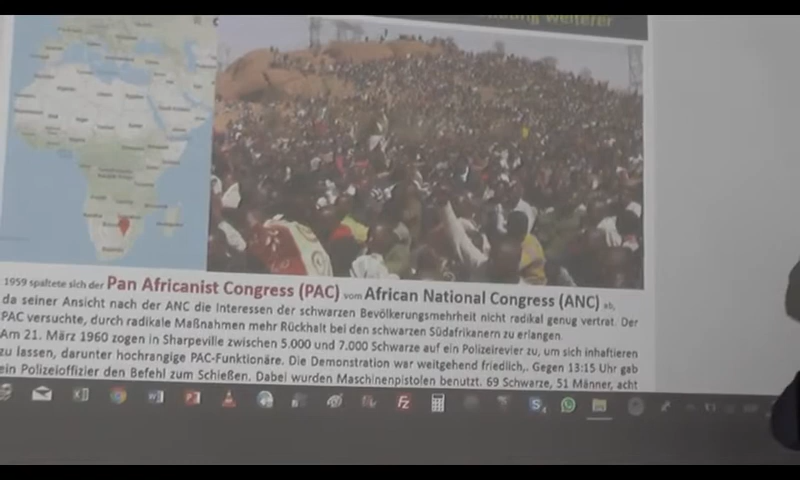 weiterer
1959 spaltete sich der Pan Africanist Congress (PAC) vom African National Congress (ANC) ab,
da seiner Ansicht nach der ANC die Interessen der schwarzen Bevölkerungsmehrheit nicht radikal genug vertrat. Der
PAC versuchte, durch radikale Maßnahmen mehr Rückhalt bei den schwarzen Südafrikanern zu erlangen.
Am 21. März 1960 zogen in Sharpeville zwischen 5.000 und 7.000 Schwarze auf ein Polizeirevier zu, um sich inhaftieren
zu lassen, darunter hochrangige PAC-Funktionäre. Die Demonstration war weitgehend friedlich,. Gegen 13:15 Uhr gab
ein Polizeioffizier den Befehl zum Schießen. Dabei wurden Maschinenpistolen benutzt. 69 Schwarze, 51 Männer, acht